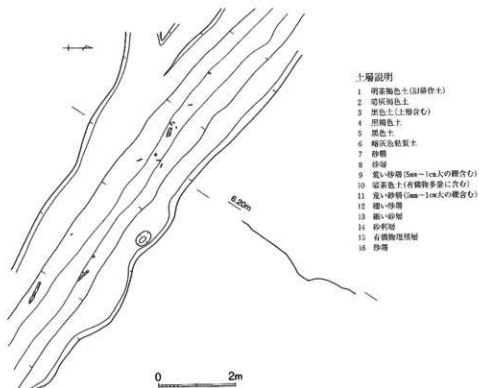 土層説明
1 明茶褐色土(旧耕作土)
2 暗灰褐色土
3 黒色土(土器含む)
4 黒褐色土
5 黒色土
6 暗灰色粘質土
7 砂層
8 砂層
9 荒い砂層(5mm〜1cm大の礫含む)
10 暗茶色土(有機物多量に含む)
11 荒い砂層(5mm〜1cm大の礫含む)
12 細い砂層
13 細い砂層
14 砂利層
15 有機物堆積層
16 砂層
6.20m
0 2m